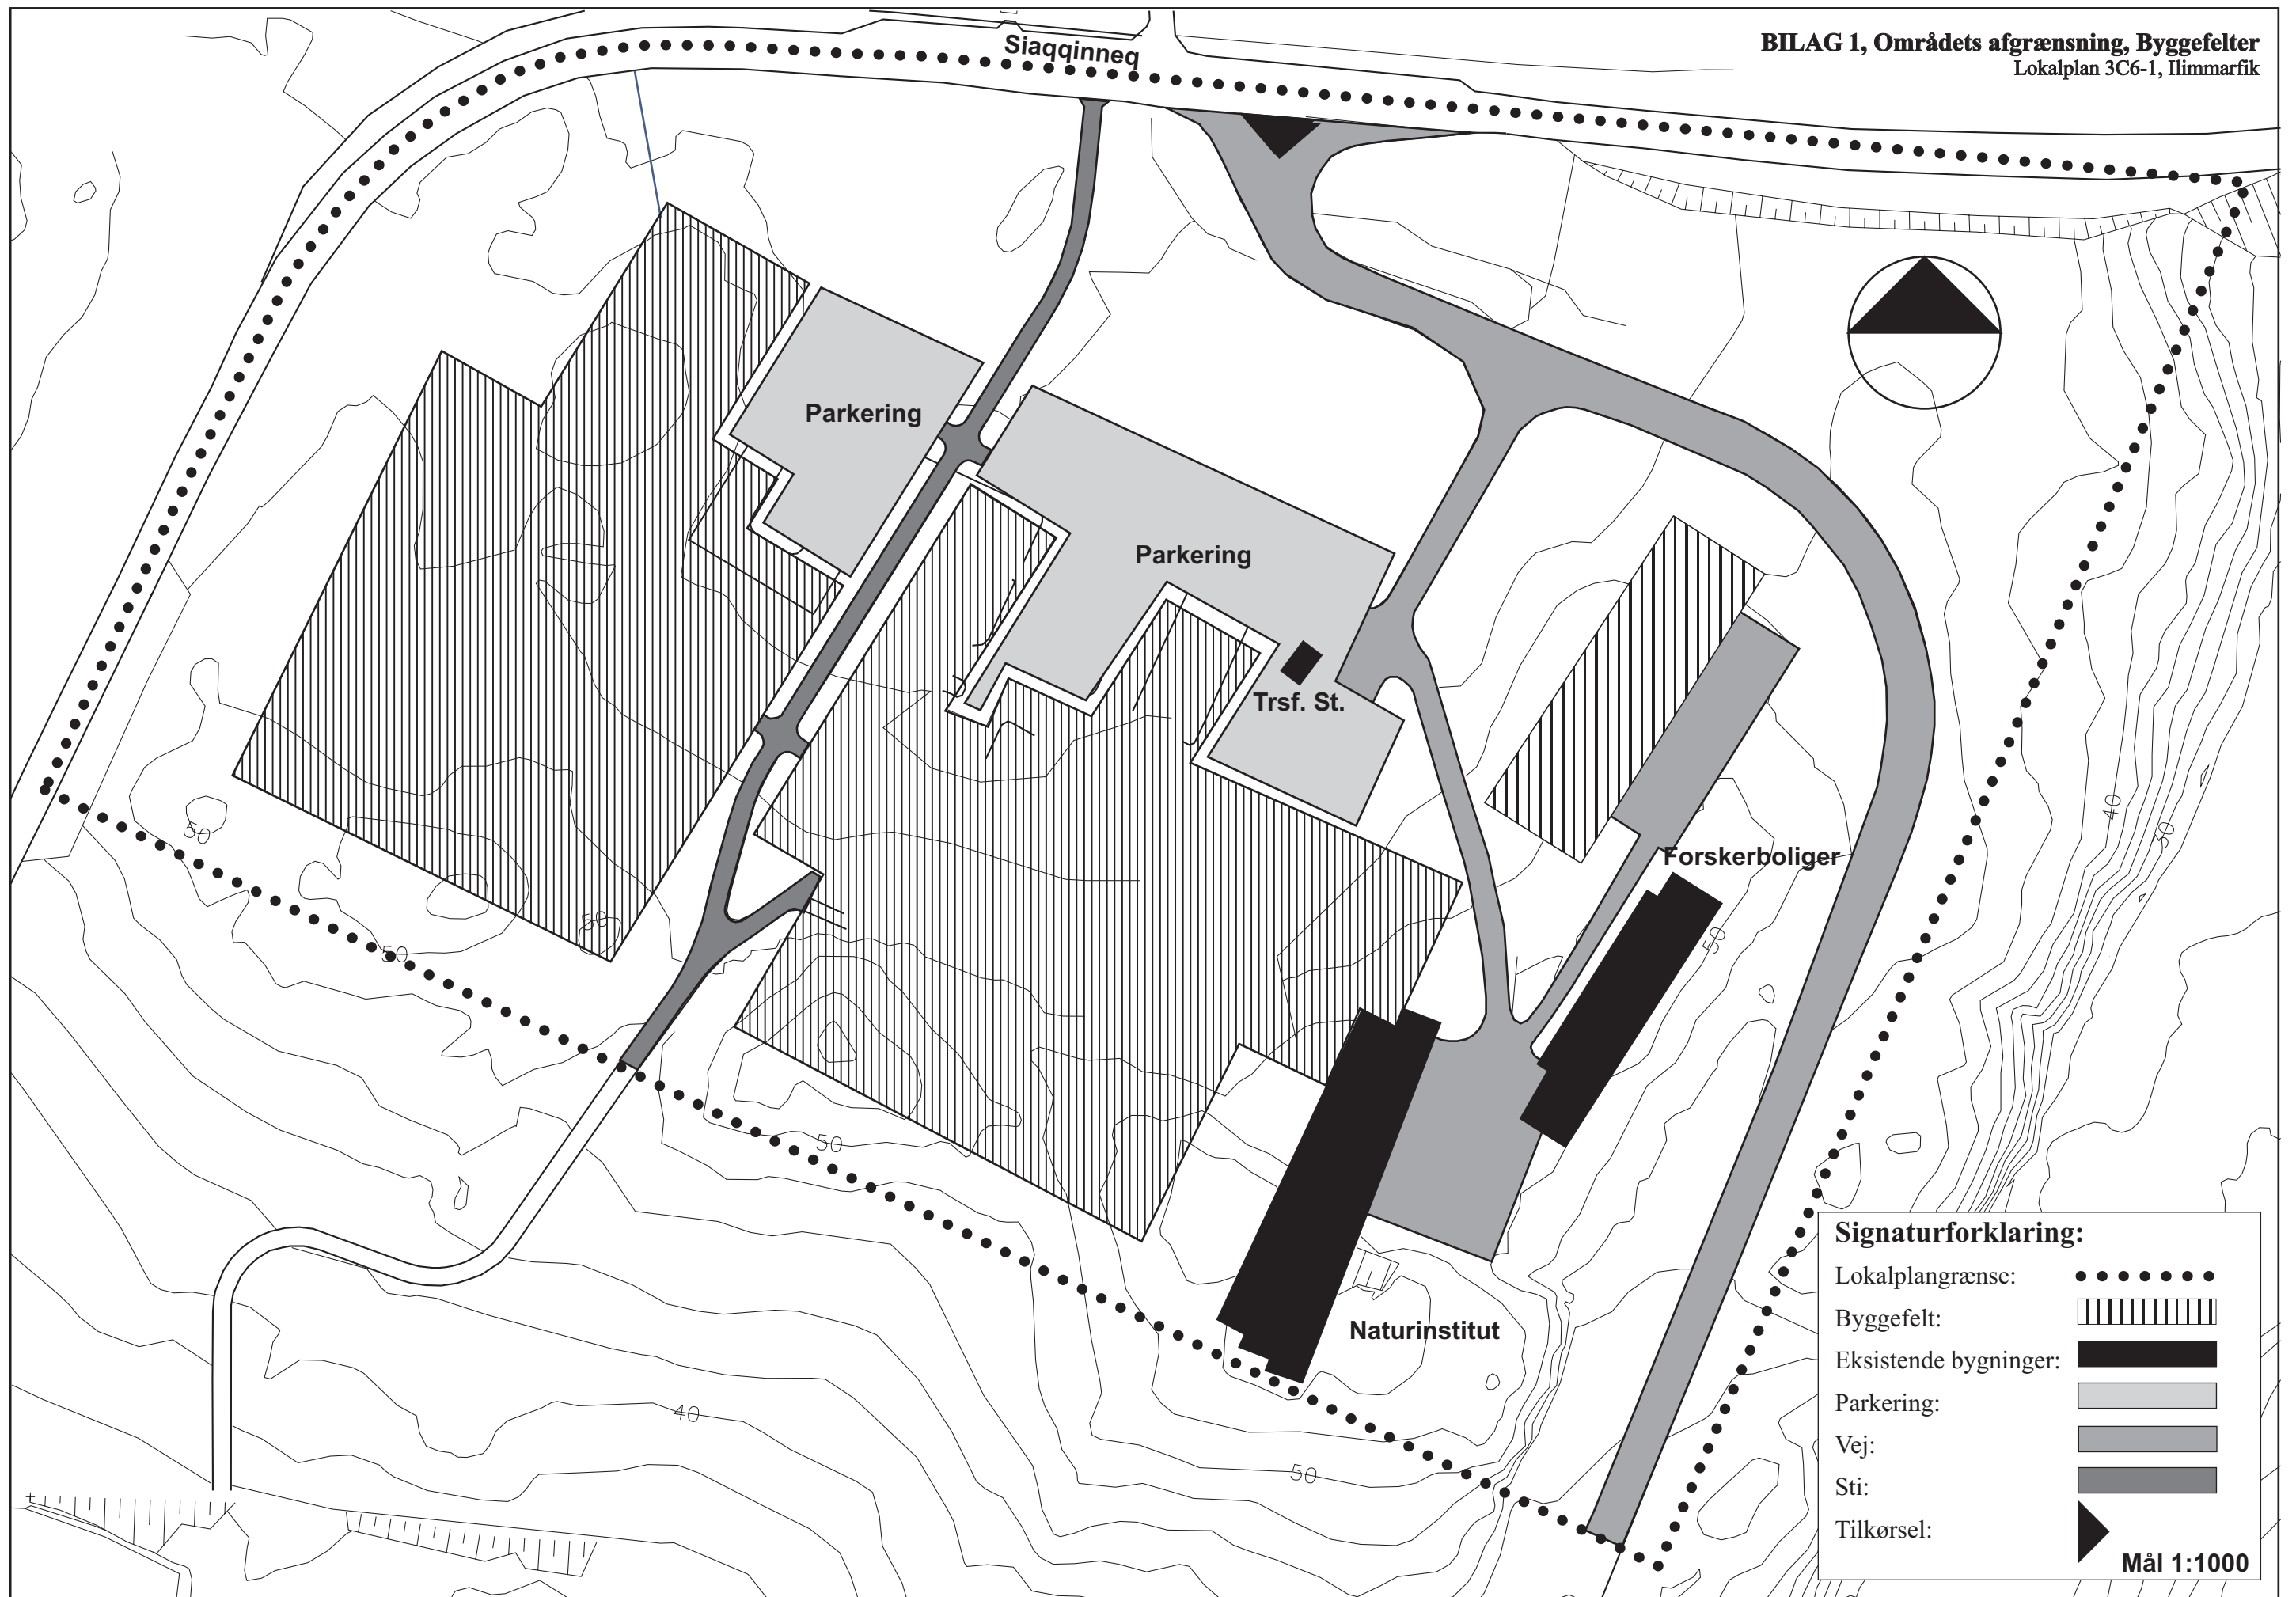 BILAG 1, Områdets afgrænsning, Byggefelter
Lokalplan 3C6-1, Ilimmarfik
Siaqqinneq
Parkering
Parkering
Trsf. St.
Forskerboliger
Naturinstitut
50
50
50
50
50
50
40
40
30
Signaturforklaring:
Lokalplangrænse:
Byggefelt:
Eksistende bygninger:
Parkering:
Vej:
Sti:
Tilkørsel:
Mål 1:1000